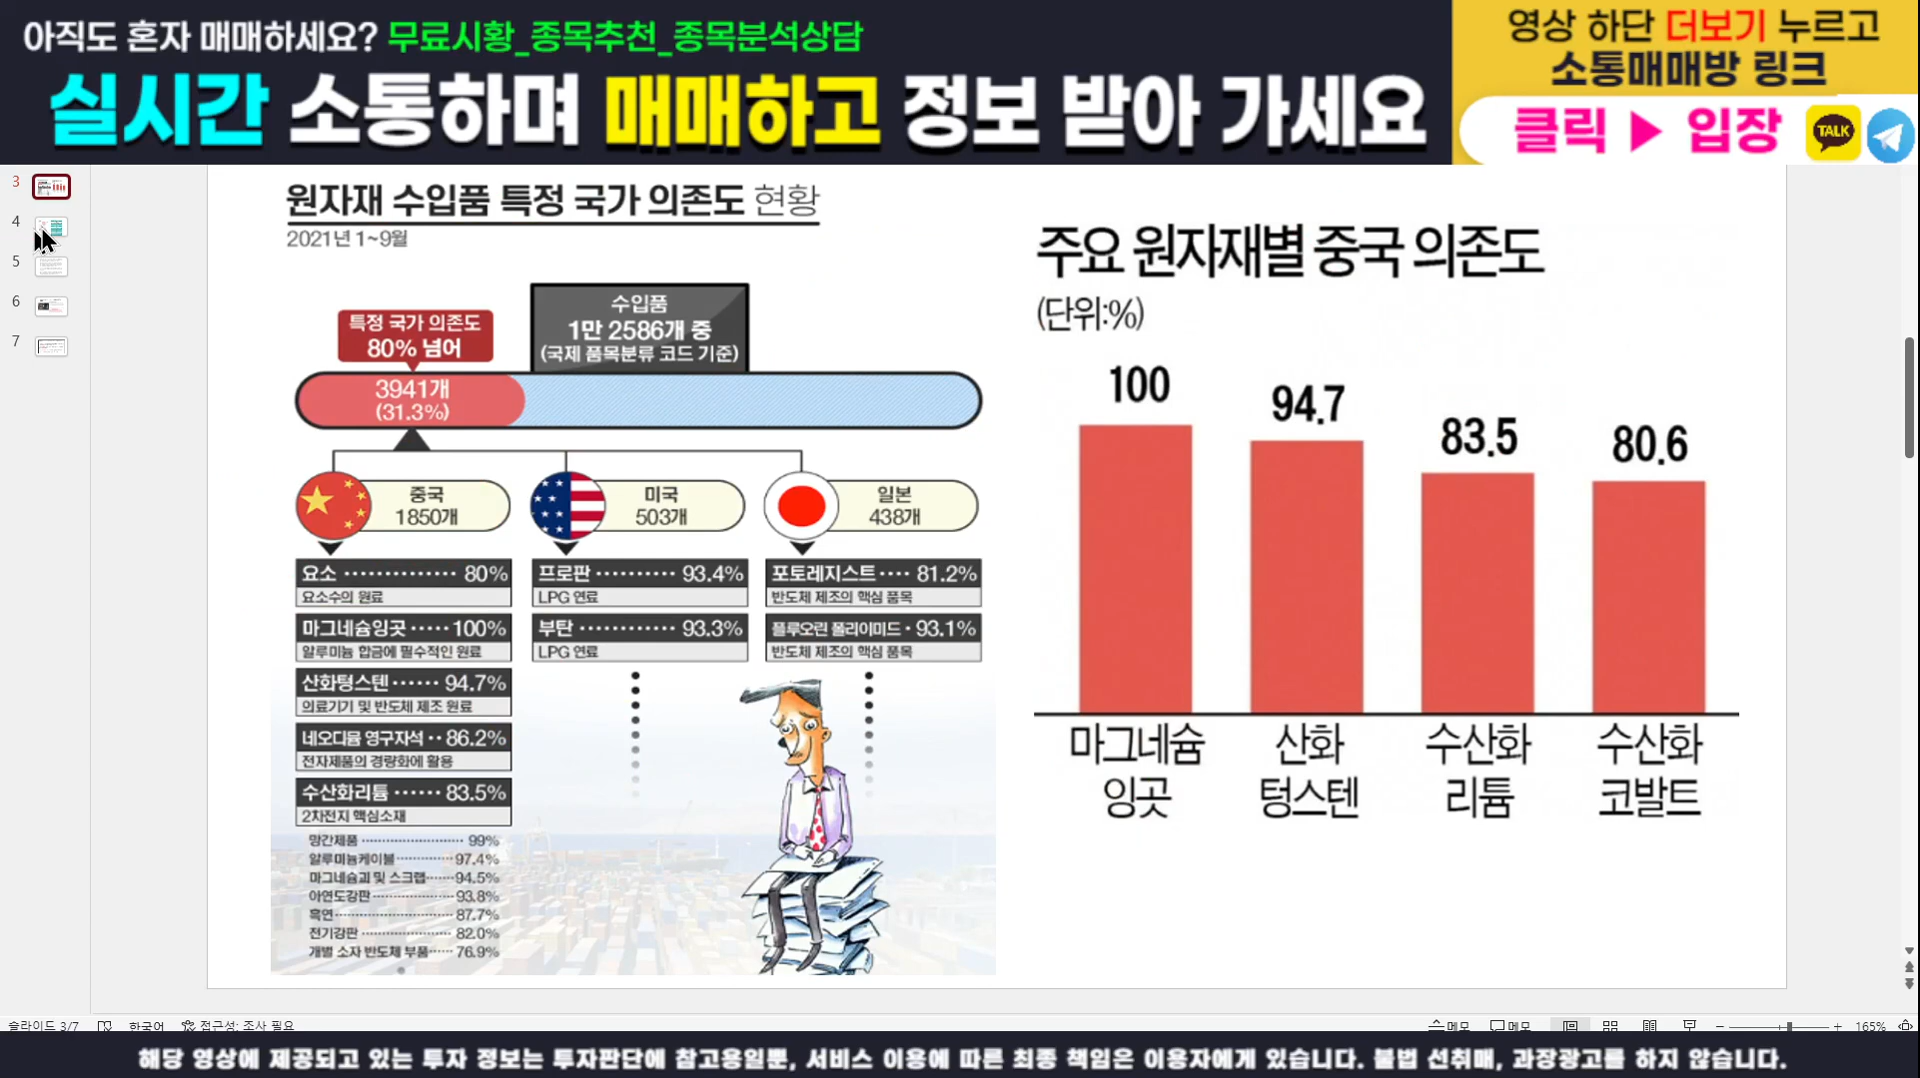 아직도 혼자 매매하세요? 무료시황_종목추천_종목분석상담
실시간 소통하며 매매하고 정보 받아 가세요
영상 하단 더보기 누르고
소통매매방 링크
클릭 ▶ 입장
TALK
3
4
5
6
7
원자재 수입품 특정 국가 의존도 현황
2021년 1~9월
특정 국가 의존도
80% 넘어
수입품
1만 2586개 중
(국제 품목분류 코드 기준)
3941개
(31.3%)
중국
1850개
미국
503개
일본
438개
요소 ·············· 80%
요소수의 원료
마그네슘잉곳 ····· 100%
알루미늄 합금에 필수적인 원료
산화텅스텐 ······ 94.7%
의료기기 및 반도체 제조 원료
네오디뮴 영구자석 ·· 86.2%
전자제품의 경량화에 활용
수산화리튬 ······ 83.5%
2차전지 핵심소재
망간제품 ······················ 99%
알루미늄케이블 ············ 97.4%
마그네슘괴 및 스크랩 ······ 94.5%
아연도강판 ················· 93.8%
흑연 ························· 87.7%
전기강판 ···················· 82.0%
개별 소자 반도체 부품 ····· 76.9%
프로판 ·········· 93.4%
LPG 연료
부탄 ············ 93.3%
LPG 연료
포토레지스트 ···· 81.2%
반도체 제조의 핵심 품목
플루오린 폴리이미드 · 93.1%
반도체 제조의 핵심 품목
주요 원자재별 중국 의존도
(단위:%)
100
94.7
83.5
80.6
마그네슘
잉곳
산화
텅스텐
수산화
리튬
수산화
코발트
슬라이드 3/7 한국어 접근성: 조사 필요
메모 메모 165%
해당 영상에 제공되고 있는 투자 정보는 투자판단에 참고용일뿐, 서비스 이용에 따른 최종 책임은 이용자에게 있습니다. 불법 선취매, 과장광고를 하지 않습니다.